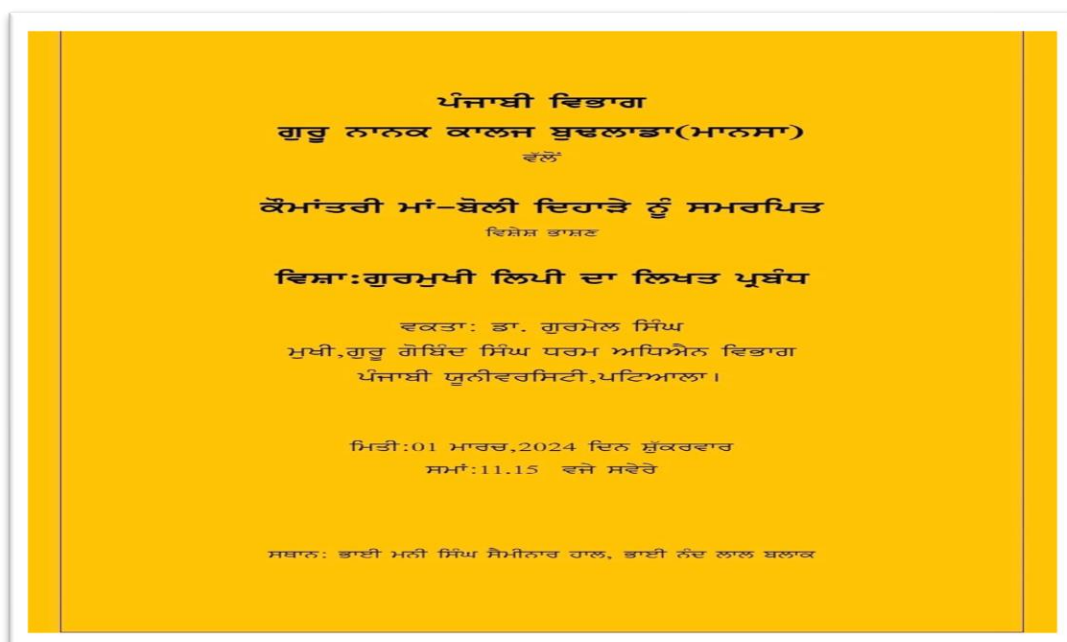 ਪੰਜਾਬੀ ਵਿਭਾਗ
ਗੁਰੂ ਨਾਨਕ ਕਾਲਜ ਬੁਢਲਾਡਾ(ਮਾਨਸਾ)
ਵੱਲੋਂ
ਕੌਮਾਂਤਰੀ ਮਾਂ-ਬੋਲੀ ਦਿਹਾੜੇ ਨੂੰ ਸਮਰਪਿਤ
ਵਿਸ਼ੇਸ਼ ਭਾਸ਼ਣ
ਵਿਸ਼ਾ:ਗੁਰਮੁਖੀ ਲਿਪੀ ਦਾ ਲਿਖਤ ਪ੍ਰਬੰਧ
ਵਕਤਾ: ਡਾ. ਗੁਰਮੇਲ ਸਿੰਘ
ਮੁਖੀ,ਗੁਰੂ ਗੋਬਿੰਦ ਸਿੰਘ ਧਰਮ ਅਧਿਐਨ ਵਿਭਾਗ
ਪੰਜਾਬੀ ਯੂਨੀਵਰਸਿਟੀ,ਪਟਿਆਲਾ।
ਮਿਤੀ:01 ਮਾਰਚ,2024 ਦਿਨ ਸ਼ੁੱਕਰਵਾਰ
ਸਮਾਂ:11.15 ਵਜੇ ਸਵੇਰੇ
ਸਥਾਨ: ਭਾਈ ਮਨੀ ਸਿੰਘ ਸੈਮੀਨਾਰ ਹਾਲ, ਭਾਈ ਨੰਦ ਲਾਲ ਬਲਾਕ